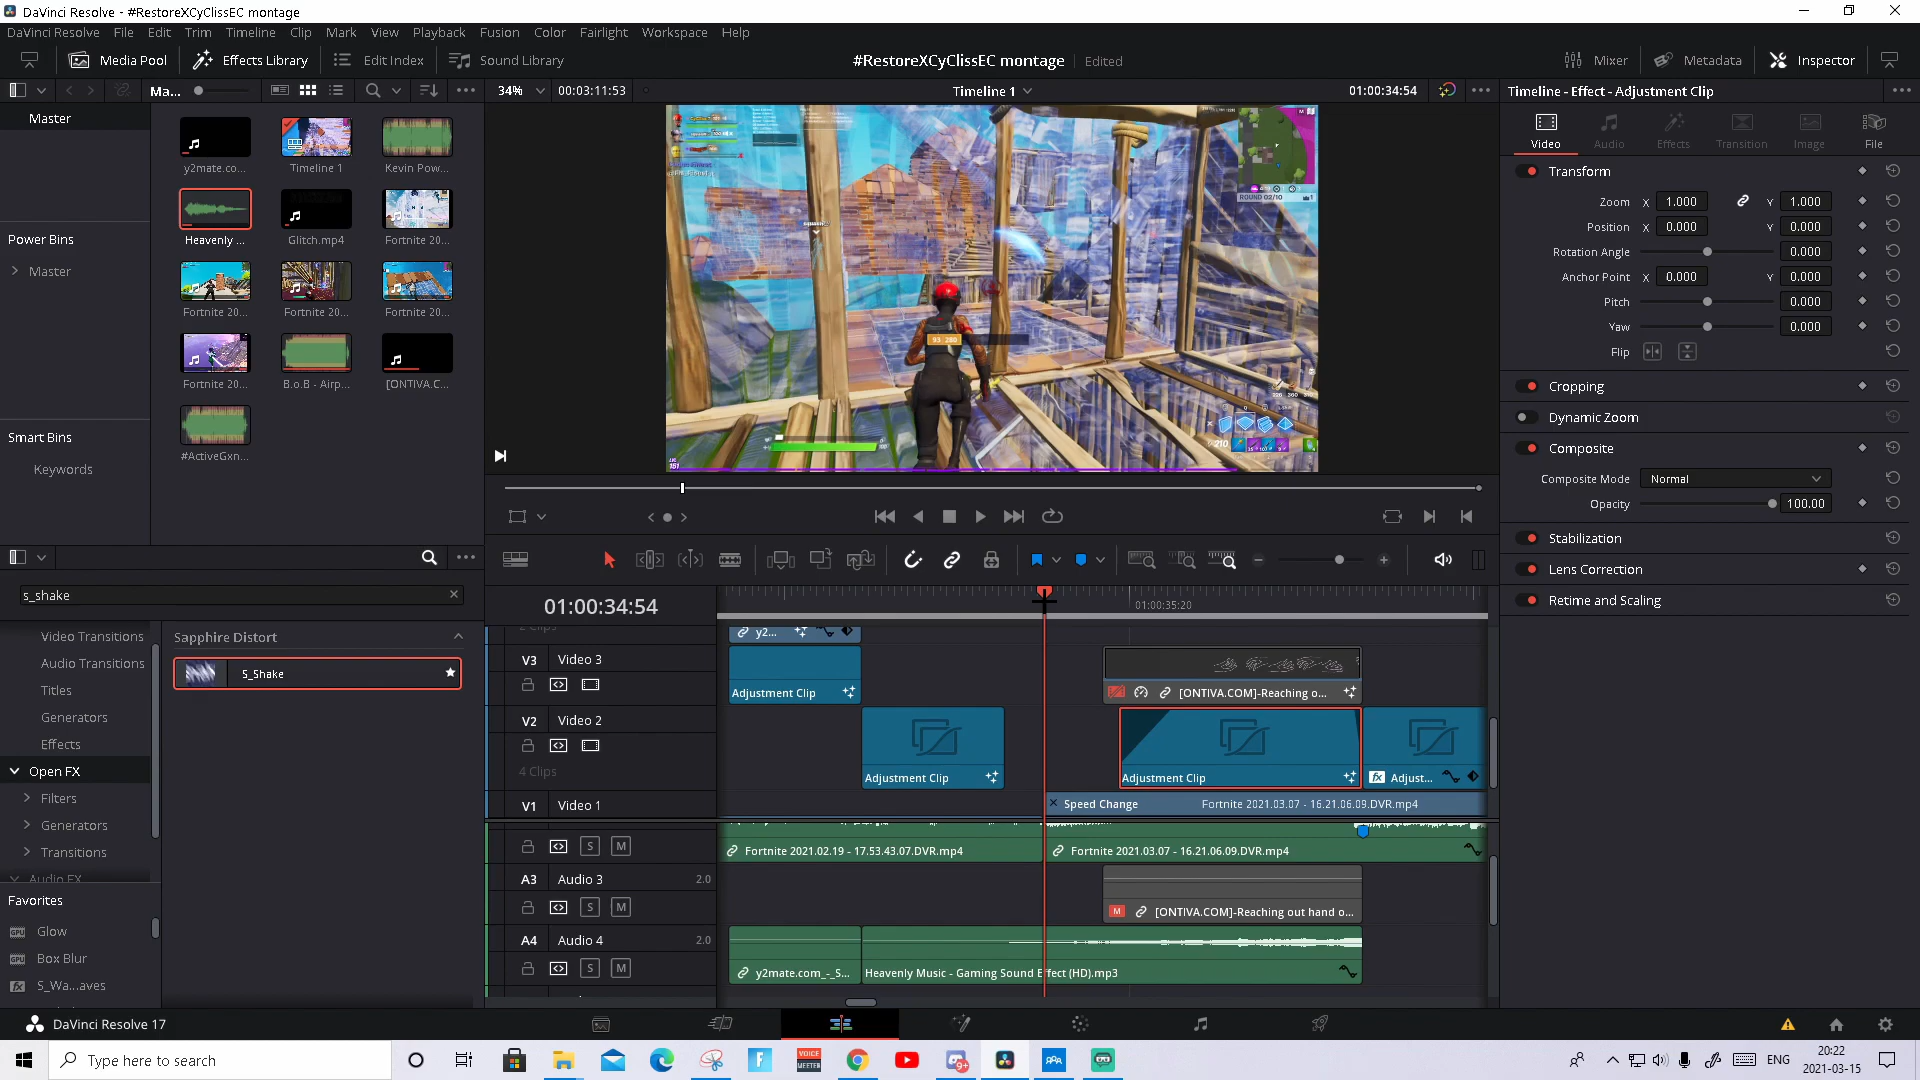 DaVinci Resolve - #RestoreXCyClissEC montage
DaVinci Resolve File Edit Trim Timeline Clip Mark View Playback Fusion Color Fairlight Workspace Help
Media Pool Effects Library Edit Index Sound Library #RestoreXCyClissEC montage Edited Mixer Metadata Inspector
Ma... 34% 00:03:11:53 Timeline 1 01:00:34:54 Timeline - Effect - Adjustment Clip
Master
Power Bins
Master
Smart Bins
Keywords
y2mate.co... Timeline 1 Kevin Pow...
Heavenly ... Glitch.mp4 Fortnite 20...
Fortnite 20... Fortnite 20... Fortnite 20...
Fortnite 20... B.o.B - Airp... [ONTIVA.C...
#ActiveGxn...
ROUND 02/10
93 280
210
151
Video Audio Effects Transition Image File
Transform
Zoom X 1.000 Y 1.000
Position X 0.000 Y 0.000
Rotation Angle 0.000
Anchor Point X 0.000 Y 0.000
Pitch 0.000
Yaw 0.000
Flip
Cropping
Dynamic Zoom
Composite
Composite Mode Normal
Opacity 100.00
Stabilization
Lens Correction
Retime and Scaling
s_shake
Video Transitions
Audio Transitions
Titles
Generators
Effects
Open FX
Filters
Generators
Transitions
Audio FX
Favorites
Glow
Box Blur
S_Wa...aves
Sapphire Distort
S_Shake
01:00:34:54 01:00:35:20
2 Clips y2...
V3 Video 3
Adjustment Clip [ONTIVA.COM]-Reaching o...
V2 Video 2
4 Clips
Adjustment Clip Adjustment Clip fx Adjust...
V1 Video 1 Speed Change Fortnite 2021.03.07 - 16.21.06.09.DVR.mp4
S M Fortnite 2021.02.19 - 17.53.43.07.DVR.mp4 Fortnite 2021.03.07 - 16.21.06.09.DVR.mp4
A3 Audio 3 2.0
S M M [ONTIVA.COM]-Reaching out hand o...
A4 Audio 4 2.0
S M y2mate.com_-_S... Heavenly Music - Gaming Sound Effect (HD).mp3
DaVinci Resolve 17
Type here to search
VOICE MEETER
9+
ENG
20:22
2021-03-15